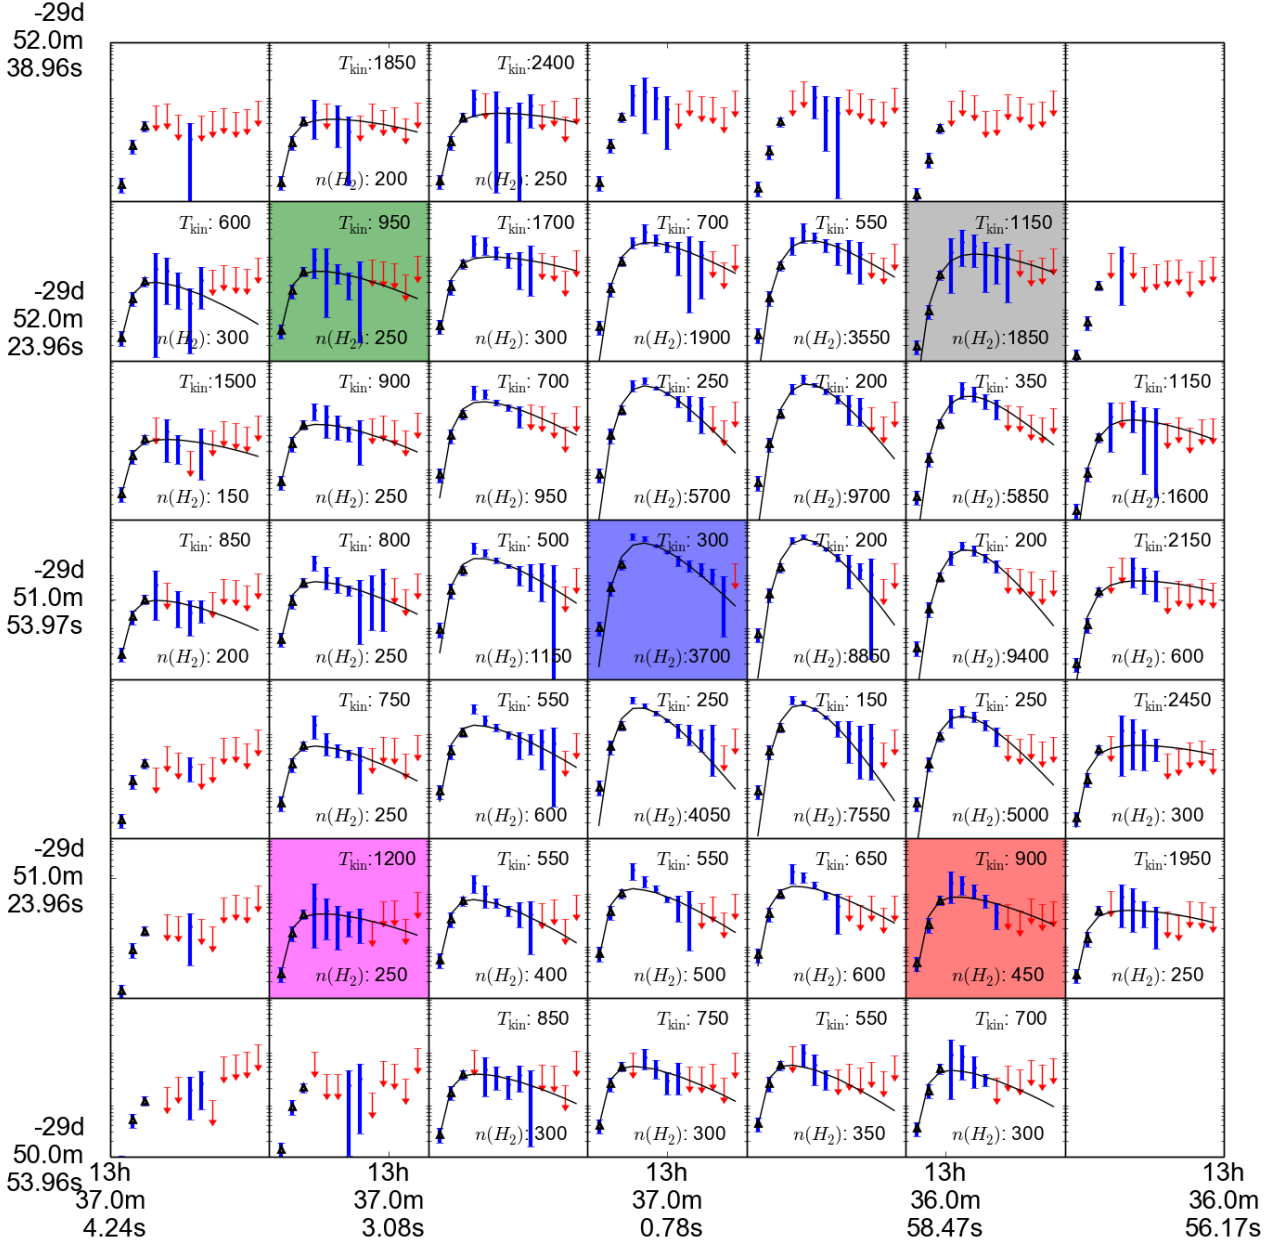 -29d
52.0m
38.96s
T_kin:1850
T_kin:2400
n(H_2): 200
n(H_2): 250
T_kin: 600
T_kin: 950
T_kin:1700
T_kin: 700
T_kin: 550
T_kin:1150
-29d
52.0m
23.96s
n(H_2): 300
n(H_2): 250
n(H_2): 300
n(H_2):1900
n(H_2):3550
n(H_2):1850
T_kin:1500
T_kin: 900
T_kin: 700
T_kin: 250
T_kin: 200
T_kin: 350
T_kin:1150
n(H_2): 150
n(H_2): 250
n(H_2): 950
n(H_2):5700
n(H_2):9700
n(H_2):5850
n(H_2):1600
T_kin: 850
T_kin: 800
T_kin: 500
T_kin: 300
T_kin: 200
T_kin: 200
T_kin:2150
-29d
51.0m
53.97s
n(H_2): 200
n(H_2): 250
n(H_2):1150
n(H_2):3700
n(H_2):8850
n(H_2):9400
n(H_2): 600
T_kin: 750
T_kin: 550
T_kin: 250
T_kin: 150
T_kin: 250
T_kin:2450
n(H_2): 250
n(H_2): 600
n(H_2):4050
n(H_2):7550
n(H_2):5000
n(H_2): 300
-29d
51.0m
23.96s
T_kin:1200
T_kin: 550
T_kin: 550
T_kin: 650
T_kin: 900
T_kin:1950
n(H_2): 250
n(H_2): 400
n(H_2): 500
n(H_2): 600
n(H_2): 450
n(H_2): 250
T_kin: 850
T_kin: 750
T_kin: 550
T_kin: 700
n(H_2): 300
n(H_2): 300
n(H_2): 350
n(H_2): 300
-29d
50.0m
53.96s
13h
37.0m
4.24s
13h
37.0m
3.08s
13h
37.0m
0.78s
13h
36.0m
58.47s
13h
36.0m
56.17s